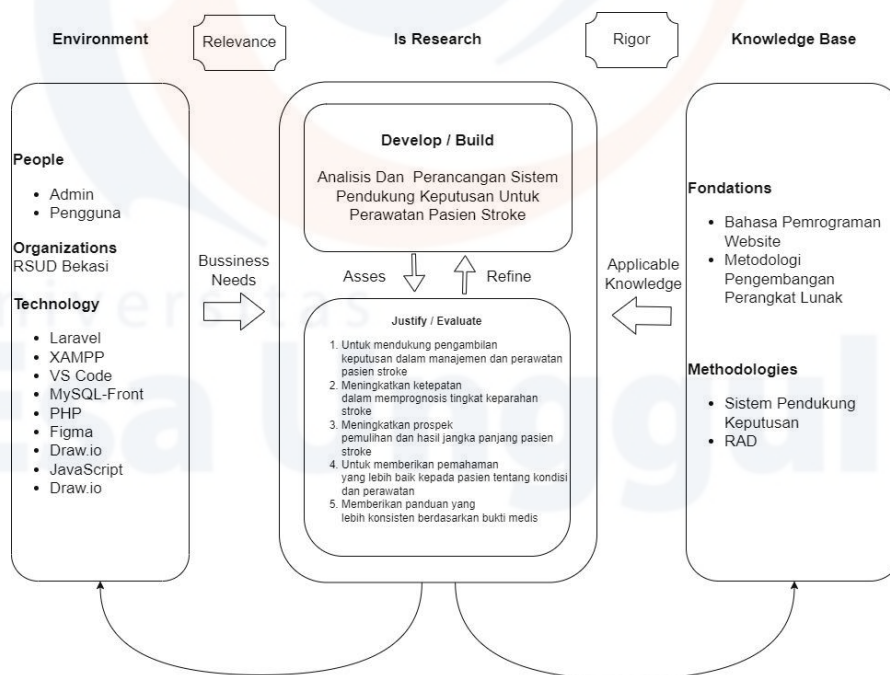 Environment
Relevance
Is Research
Rigor
Knowledge Base
People
• Admin
• Pengguna
Organizations
RSUD Bekasi
Technology
• Laravel
• XAMPP
• VS Code
• MySQL-Front
• PHP
• Figma
• Draw.io
• JavaScript
• Draw.io
Bussiness
Needs
Develop / Build
Analisis Dan Perancangan Sistem
Pendukung Keputusan Untuk
Perawatan Pasien Stroke
Asses
Refine
Justify / Evaluate
1. Untuk mendukung pengambilan
keputusan dalam manajemen dan perawatan
pasien stroke
2. Meningkatkan ketepatan
dalam memprognosis tingkat keparahan
stroke
3. Meningkatkan prospek
pemulihan dan hasil jangka panjang pasien
stroke
4. Untuk memberikan pemahaman
yang lebih baik kepada pasien tentang kondisi
dan perawatan
5. Memberikan panduan yang
lebih konsisten berdasarkan bukti medis
Applicable
Knowledge
Fondations
• Bahasa Pemrograman
Website
• Metodologi
Pengembangan
Perangkat Lunak
Methodologies
• Sistem Pendukung
Keputusan
• RAD
Universitas
Esa Unggul